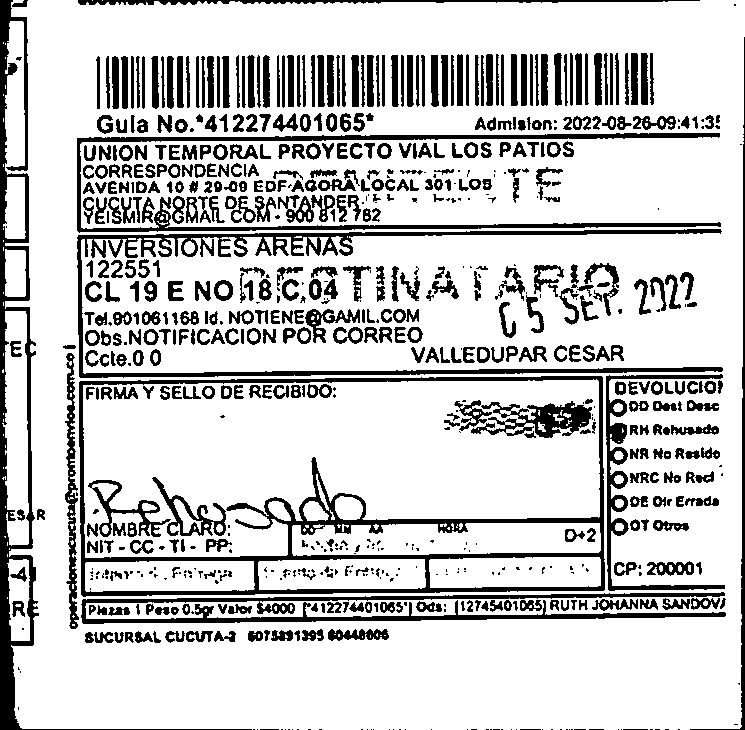 Guia No.*412274401065*
Admision: 2022-08-26-09:41:35
UNION TEMPORAL PROYECTO VIAL LOS PATIOS
CORRESPONDENCIA
AVENIDA 10 # 29-09 EDF AGORA LOCAL 301 LOS
CUCUTA NORTE DE SANTANDER
YEISMIR@GMAIL COM - 900 812 782
INVERSIONES ARENAS
122551
DESTINATARIO
CL 19 E NO 18 C 04
Tel.901061168 Id. NOTIENE@GAMIL.COM
05 SET. 2022
Obs.NOTIFICACION POR CORREO
Ccte.0 0
VALLEDUPAR CESAR
FIRMA Y SELLO DE RECIBIDO:
Rehusado
NOMBRE CLARO:
NIT - CC - TI - PP:
DD MM AA HORA
D+2
DEVOLUCION
DD Dest Desc
RH Rehusado
NR No Reside
NRC No Recl
DE Dir Errada
OT Otros
CP: 200001
operacionescucuta@promoenvios.com.co
Piezas 1 Peso 0.5gr Valor $4000 [*412274401065*] Ods: [12745401065] RUTH JOHANNA SANDOVA
SUCURSAL CUCUTA-2 6075891395 60448606